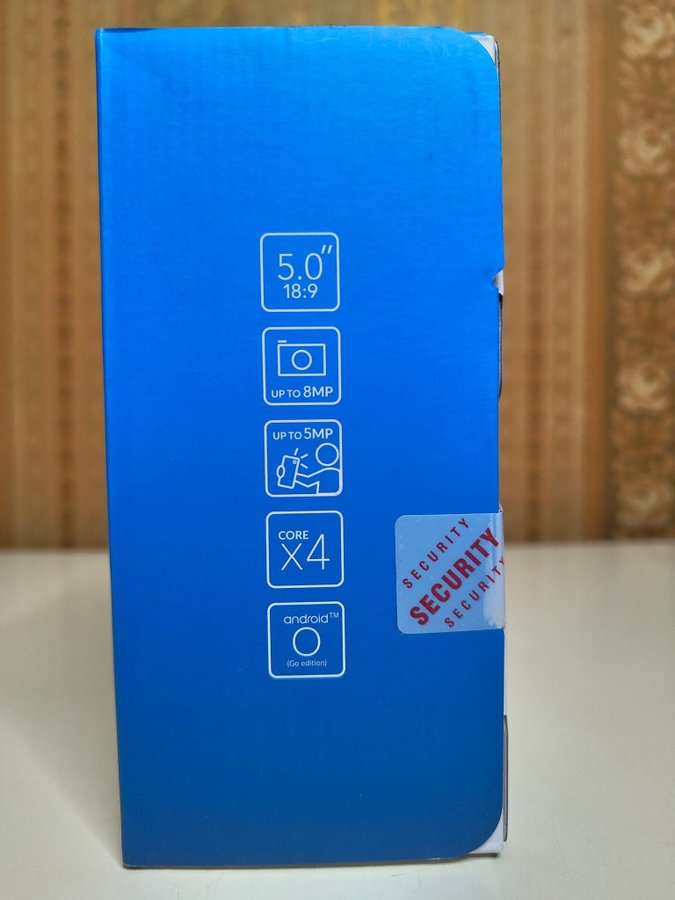 5.0″
18:9
UP TO 8MP
UP TO 5MP
CORE
X4
android™
O
(Go edition)
SECURITY
SECURITY
SECURITY